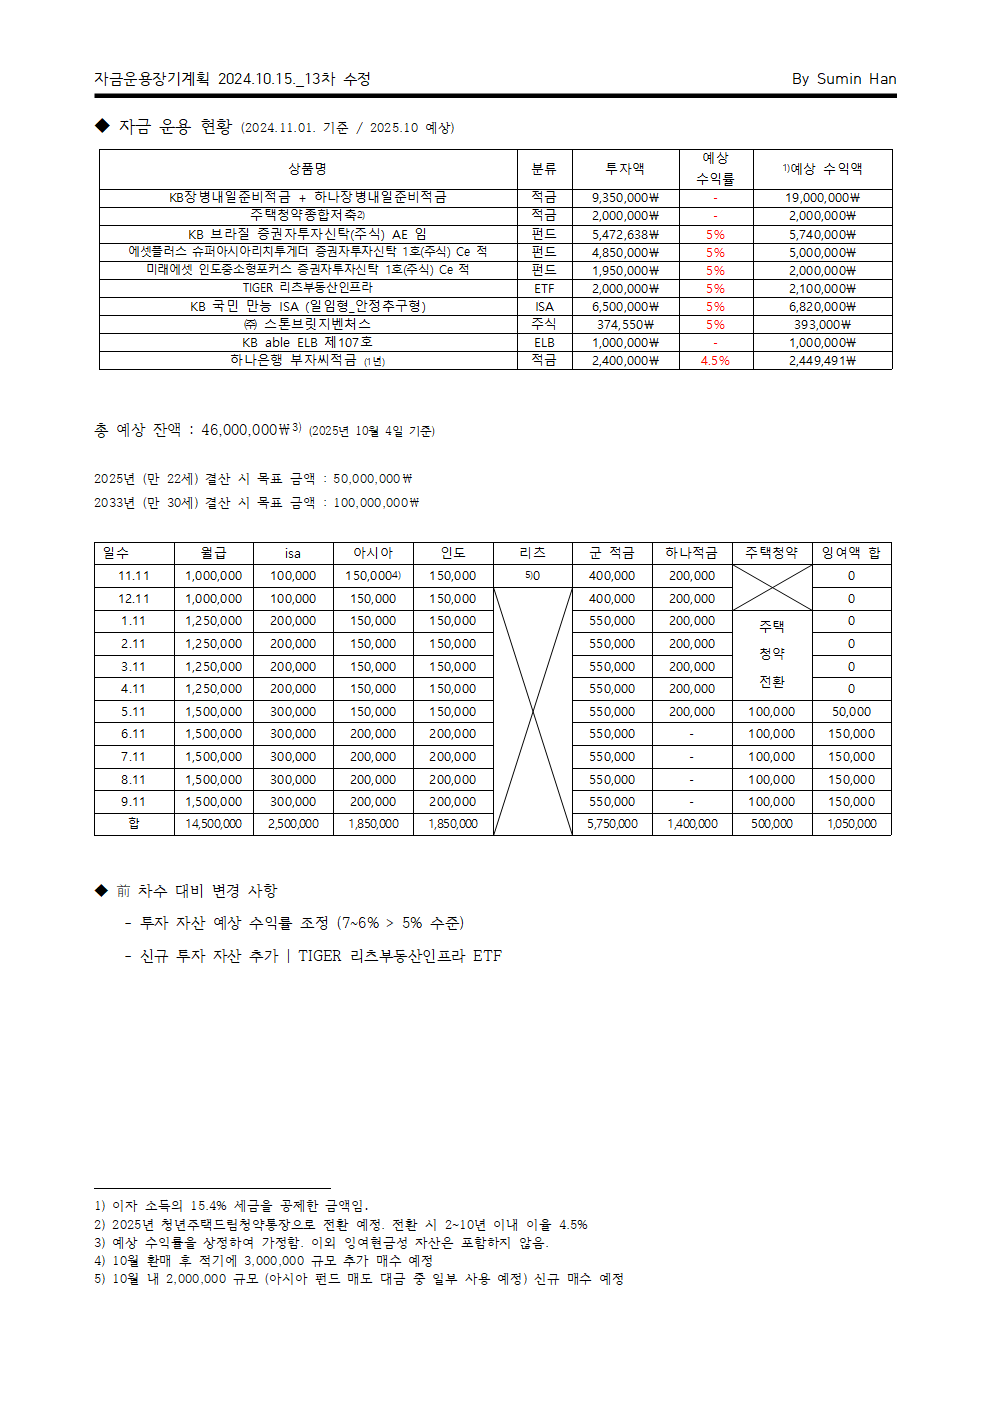 자금운용장기계획 2024.10.15._13차 수정 By Sumin Han
◆ 자금 운용 현황 (2024.11.01. 기준 / 2025.10 예상)
상품명 분류 투자액 예상 수익률 1)예상 수익액
KB장병내일준비적금 + 하나장병내일준비적금 적금 9,350,000₩ - 19,000,000₩
주택청약종합저축2) 적금 2,000,000₩ - 2,000,000₩
KB 브라질 증권자투자신탁(주식) AE 임 펀드 5,472,638₩ 5% 5,740,000₩
에셋플러스 슈퍼아시아리치투게더 증권자투자신탁 1호(주식) Ce 적 펀드 4,850,000₩ 5% 5,000,000₩
미래에셋 인도중소형포커스 증권자투자신탁 1호(주식) Ce 적 펀드 1,950,000₩ 5% 2,000,000₩
TIGER 리츠부동산인프라 ETF 2,000,000₩ 5% 2,100,000₩
KB 국민 만능 ISA (일임형_안정추구형) ISA 6,500,000₩ 5% 6,820,000₩
㈜ 스톤브릿지벤처스 주식 374,550₩ 5% 393,000₩
KB able ELB 제107호 ELB 1,000,000₩ - 1,000,000₩
하나은행 부자씨적금 (1년) 적금 2,400,000₩ 4.5% 2,449,491₩
총 예상 잔액 : 46,000,000₩3) (2025년 10월 4일 기준)
2025년 (만 22세) 결산 시 목표 금액 : 50,000,000₩
2033년 (만 30세) 결산 시 목표 금액 : 100,000,000₩
일수 월급 isa 아시아 인도 리츠 군 적금 하나적금 주택청약 잉여액 합
11.11 1,000,000 100,000 150,0004) 150,000 5)0 400,000 200,000 0
12.11 1,000,000 100,000 150,000 150,000 400,000 200,000 0
1.11 1,250,000 200,000 150,000 150,000 550,000 200,000 주택 0
2.11 1,250,000 200,000 150,000 150,000 550,000 200,000 청약 0
3.11 1,250,000 200,000 150,000 150,000 550,000 200,000 전환 0
4.11 1,250,000 200,000 150,000 150,000 550,000 200,000 0
5.11 1,500,000 300,000 150,000 150,000 550,000 200,000 100,000 50,000
6.11 1,500,000 300,000 200,000 200,000 550,000 - 100,000 150,000
7.11 1,500,000 300,000 200,000 200,000 550,000 - 100,000 150,000
8.11 1,500,000 300,000 200,000 200,000 550,000 - 100,000 150,000
9.11 1,500,000 300,000 200,000 200,000 550,000 - 100,000 150,000
합 14,500,000 2,500,000 1,850,000 1,850,000 5,750,000 1,400,000 500,000 1,050,000
◆ 前 차수 대비 변경 사항
- 투자 자산 예상 수익률 조정 (7~6% > 5% 수준)
- 신규 투자 자산 추가 | TIGER 리츠부동산인프라 ETF
1) 이자 소득의 15.4% 세금을 공제한 금액임.
2) 2025년 청년주택드림청약통장으로 전환 예정. 전환 시 2~10년 이내 이율 4.5%
3) 예상 수익률을 상정하여 가정함. 이외 잉여현금성 자산은 포함하지 않음.
4) 10월 환매 후 적기에 3,000,000 규모 추가 매수 예정
5) 10월 내 2,000,000 규모 (아시아 펀드 매도 대금 중 일부 사용 예정) 신규 매수 예정